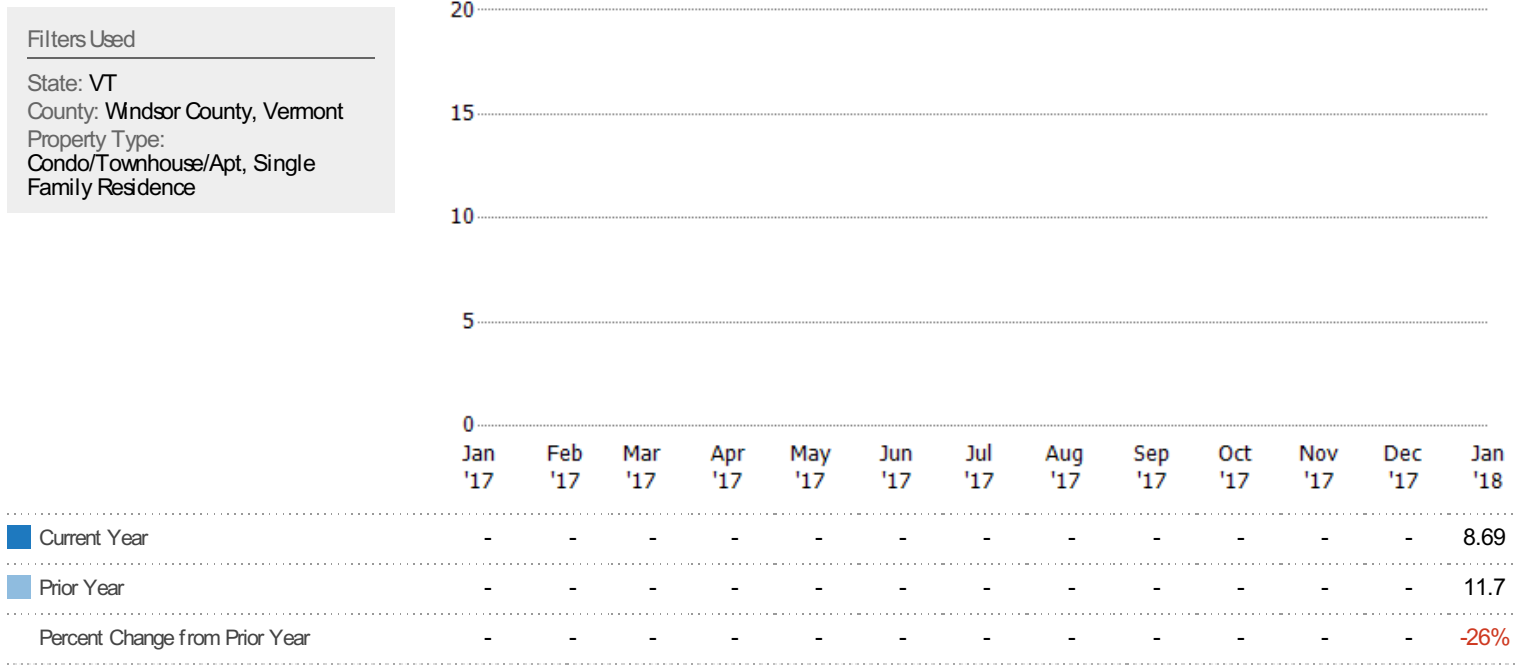 Filters Used
State: VT
County: Windsor County, Vermont
Property Type:
Condo/Townhouse/Apt, Single
Family Residence
20
15
10
5
0
Jan Feb Mar Apr May Jun Jul Aug Sep Oct Nov Dec Jan
'17 '17 '17 '17 '17 '17 '17 '17 '17 '17 '17 '17 '18
Current Year - - - - - - - - - - - - 8.69
Prior Year - - - - - - - - - - - - 11.7
Percent Change from Prior Year - - - - - - - - - - - - -26%